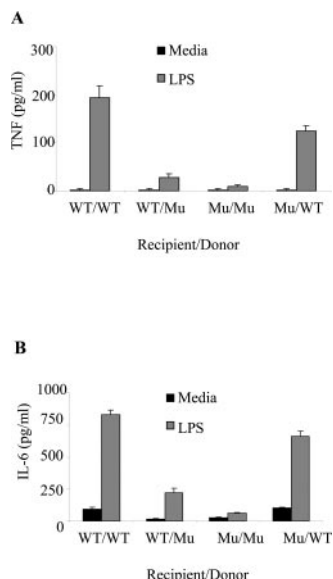 A
300
200
100
0
TNF (pg/ml)
Media
LPS
WT/WT WT/Mu Mu/Mu Mu/WT
Recipient/Donor
B
1000
750
500
250
0
IL-6 (pg/ml)
Media
LPS
WT/WT WT/Mu Mu/Mu Mu/WT
Recipient/Donor